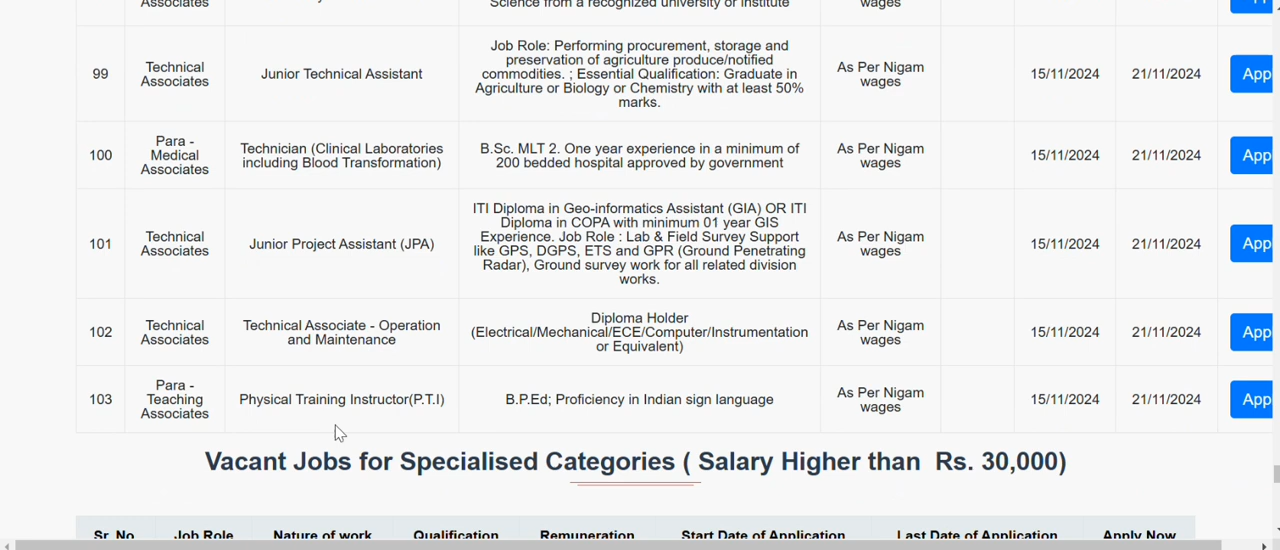 Associates
Science from a recognized university or institute
wages
99
Technical
Associates
Junior Technical Assistant
Job Role: Performing procurement, storage and
preservation of agriculture produce/notified
commodities. ; Essential Qualification: Graduate in
Agriculture or Biology or Chemistry with at least 50%
marks.
As Per Nigam
wages
15/11/2024
21/11/2024
App
100
Para -
Medical
Associates
Technician (Clinical Laboratories
including Blood Transformation)
B.Sc. MLT 2. One year experience in a minimum of
200 bedded hospital approved by government
As Per Nigam
wages
15/11/2024
21/11/2024
App
101
Technical
Associates
Junior Project Assistant (JPA)
ITI Diploma in Geo-informatics Assistant (GIA) OR ITI
Diploma in COPA with minimum 01 year GIS
Experience. Job Role : Lab & Field Survey Support
like GPS, DGPS, ETS and GPR (Ground Penetrating
Radar), Ground survey work for all related division
works.
As Per Nigam
wages
15/11/2024
21/11/2024
App
102
Technical
Associates
Technical Associate - Operation
and Maintenance
Diploma Holder
(Electrical/Mechanical/ECE/Computer/Instrumentation
or Equivalent)
As Per Nigam
wages
15/11/2024
21/11/2024
App
103
Para -
Teaching
Associates
Physical Training Instructor(P.T.I)
B.P.Ed; Proficiency in Indian sign language
As Per Nigam
wages
15/11/2024
21/11/2024
App
Vacant Jobs for Specialised Categories ( Salary Higher than Rs. 30,000)
Sr. No
Job Role
Nature of work
Qualification
Remuneration
Start Date of Application
Last Date of Application
Apply Now